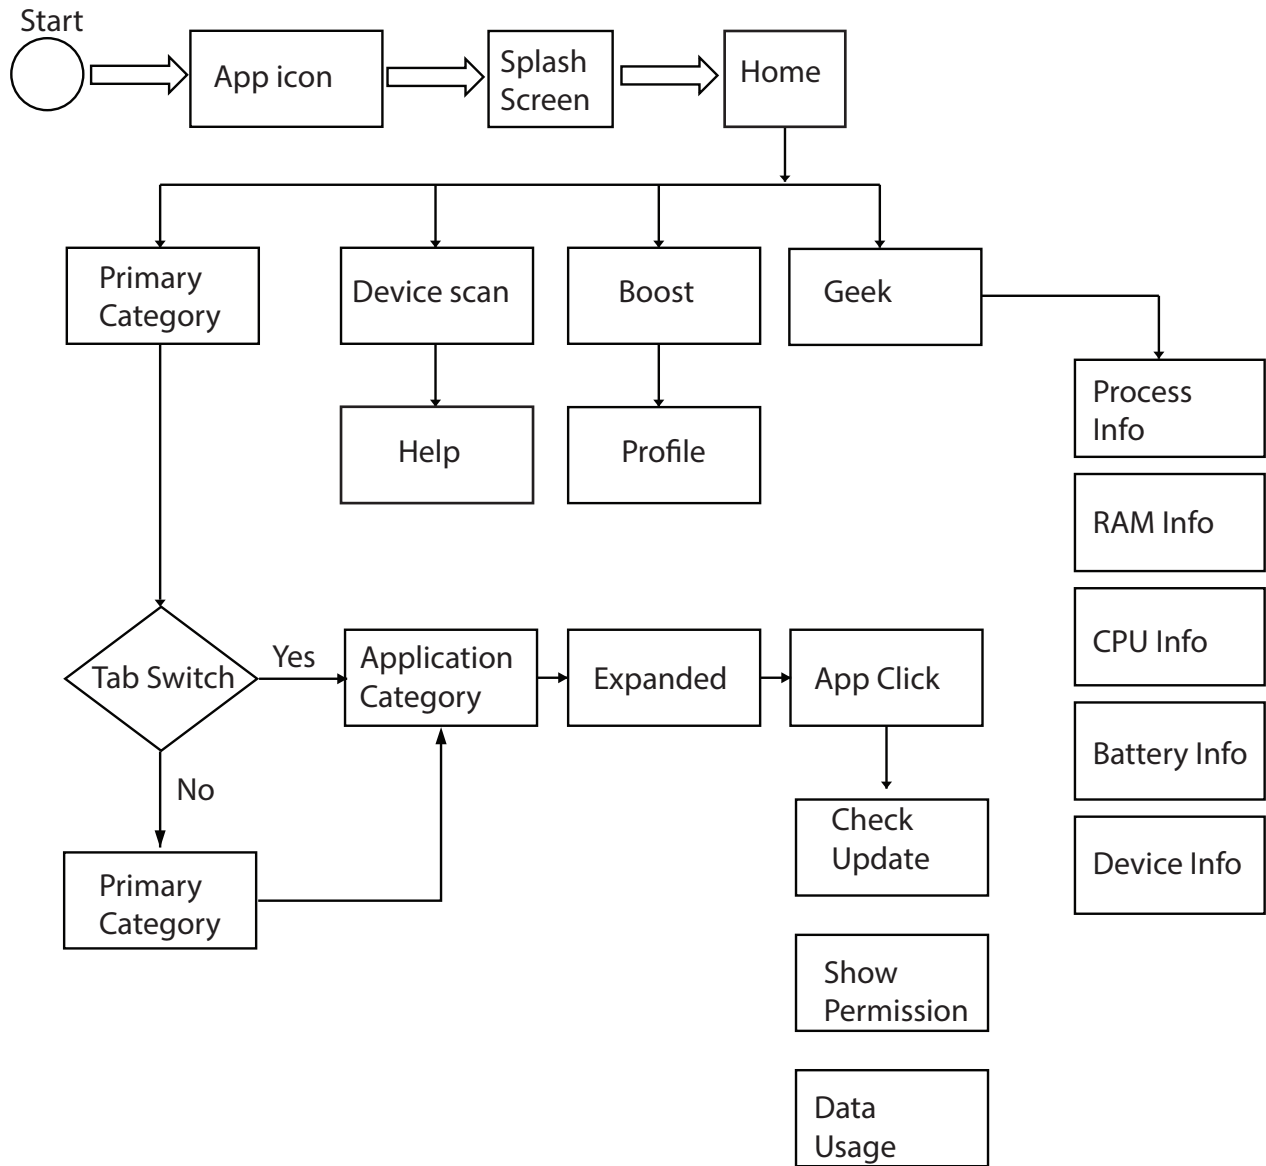 Start
App icon
Splash
Screen
Home
Primary
Category
Device scan
Boost
Geek
Process
Info
Help
Profile
RAM Info
CPU Info
Battery Info
Device Info
Tab Switch
Yes
Application
Category
Expanded
App Click
No
Primary
Category
Check
Update
Show
Permission
Data
Usage